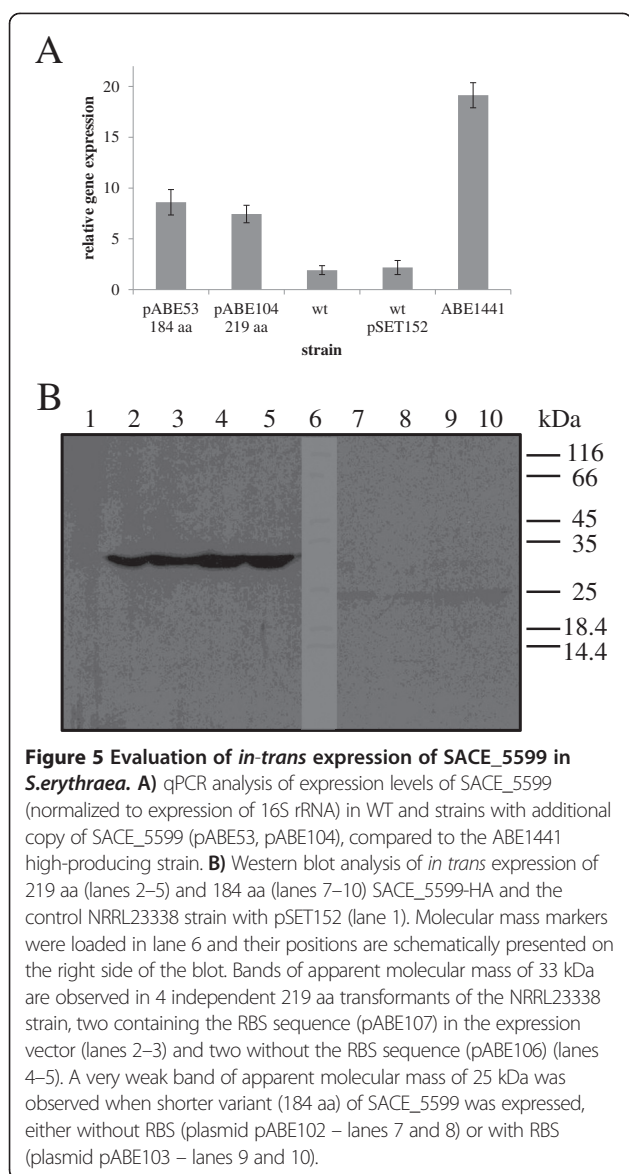 A
relative gene expression
20
15
10
5
0
pABE53 184 aa
pABE104 219 aa
wt
wt pSET152
ABE1441
strain
B
1 2 3 4 5 6 7 8 9 10 kDa
116
66
45
35
25
18.4
14.4
Figure 5 Evaluation of in-trans expression of SACE_5599 in
S.erythraea. A) qPCR analysis of expression levels of SACE_5599
(normalized to expression of 16S rRNA) in WT and strains with additional
copy of SACE_5599 (pABE53, pABE104), compared to the ABE1441
high-producing strain. B) Western blot analysis of in trans expression of
219 aa (lanes 2–5) and 184 aa (lanes 7–10) SACE_5599-HA and the
control NRRL23338 strain with pSET152 (lane 1). Molecular mass markers
were loaded in lane 6 and their positions are schematically presented on
the right side of the blot. Bands of apparent molecular mass of 33 kDa
are observed in 4 independent 219 aa transformants of the NRRL23338
strain, two containing the RBS sequence (pABE107) in the expression
vector (lanes 2–3) and two without the RBS sequence (pABE106) (lanes
4–5). A very weak band of apparent molecular mass of 25 kDa was
observed when shorter variant (184 aa) of SACE_5599 was expressed,
either without RBS (plasmid pABE102 – lanes 7 and 8) or with RBS
(plasmid pABE103 – lanes 9 and 10).